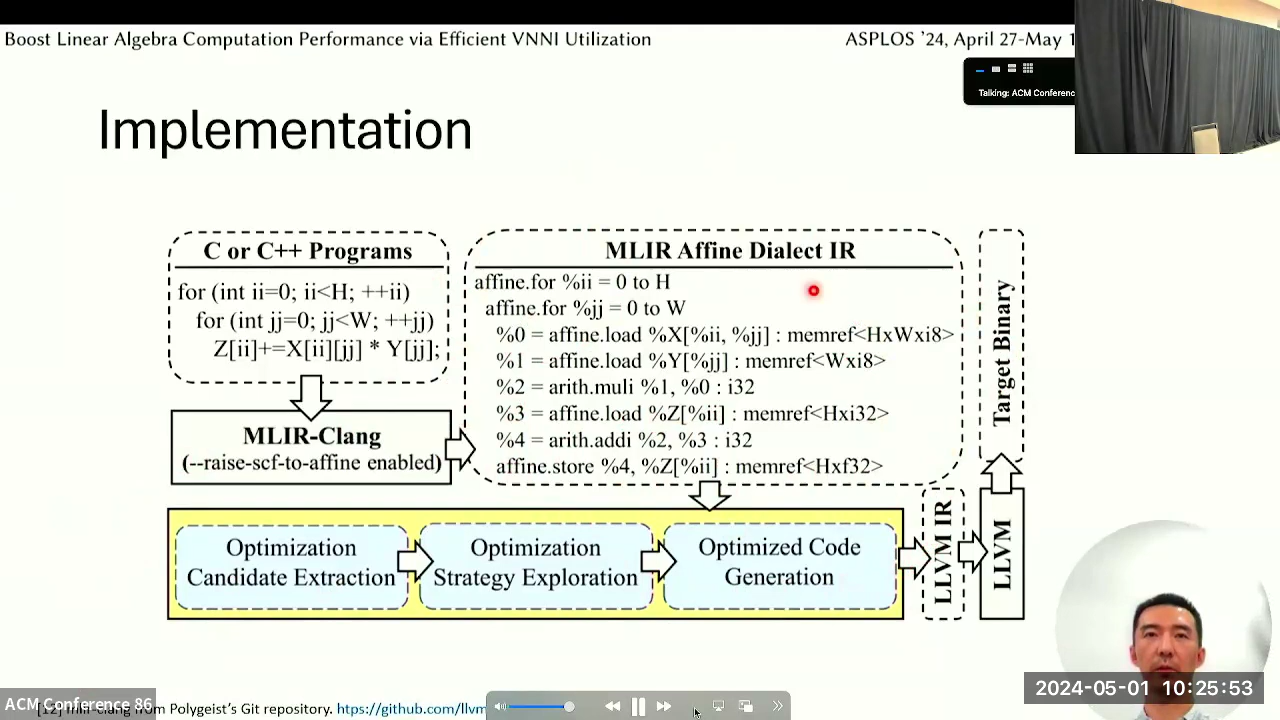 Boost Linear Algebra Computation Performance via Efficient VNNI Utilization
ASPLOS ’24, April 27-May 1
Talking: ACM Conferenc
Implementation
C or C++ Programs
for (int ii=0; ii<H; ++ii)
for (int jj=0; jj<W; ++jj)
Z[ii]+=X[ii][jj] * Y[jj];
MLIR-Clang
(--raise-scf-to-affine enabled)
MLIR Affine Dialect IR
affine.for %ii = 0 to H
affine.for %jj = 0 to W
%0 = affine.load %X[%ii, %jj] : memref<HxWxi8>
%1 = affine.load %Y[%jj] : memref<Wxi8>
%2 = arith.muli %1, %0 : i32
%3 = affine.load %Z[%ii] : memref<Hxi32>
%4 = arith.addi %2, %3 : i32
affine.store %4, %Z[%ii] : memref<Hxf32>
Optimization
Candidate Extraction
Optimization
Strategy Exploration
Optimized Code
Generation
LLVM IR
LLVM
Target Binary
2024-05-01 10:25:53
ACM Conference 86
from Polygeist’s Git repository. https://github.com/llvm